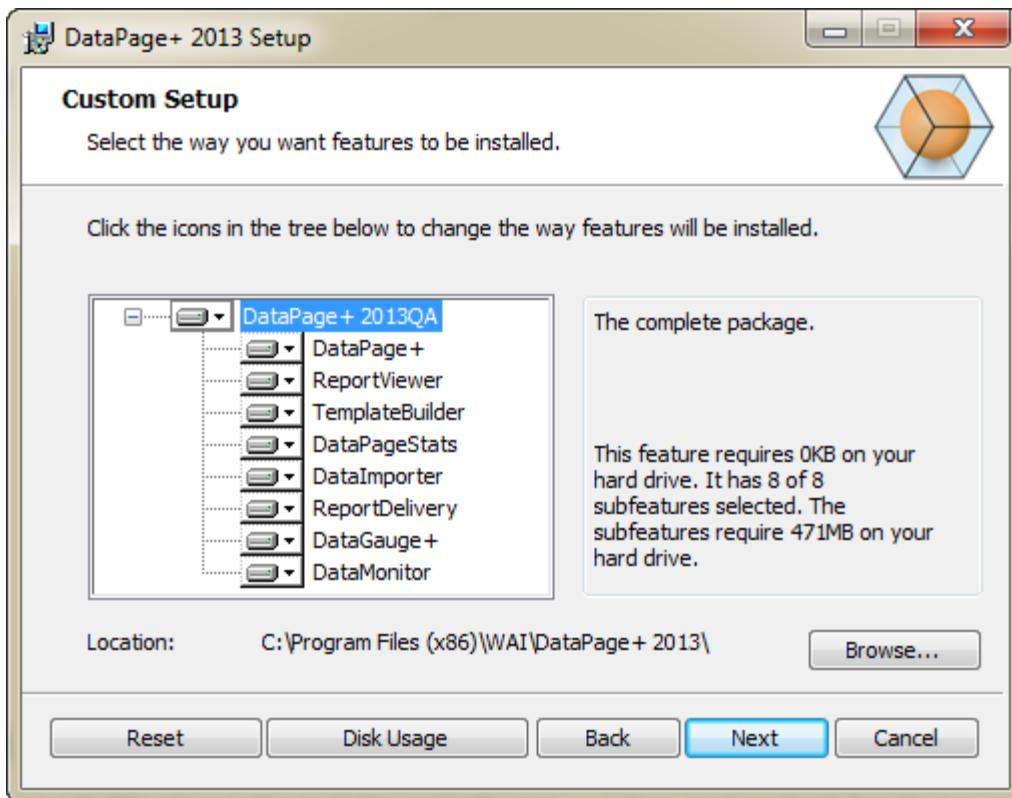 DataPage+ 2013 Setup
Custom Setup
Select the way you want features to be installed.
Click the icons in the tree below to change the way features will be installed.
DataPage+ 2013QA
DataPage+
ReportViewer
TemplateBuilder
DataPageStats
DataImporter
ReportDelivery
DataGauge+
DataMonitor
The complete package.
This feature requires 0KB on your
hard drive. It has 8 of 8
subfeatures selected. The
subfeatures require 471MB on your
hard drive.
Location: C:\Program Files (x86)\WAI\DataPage+ 2013\
Browse...
Reset Disk Usage Back Next Cancel